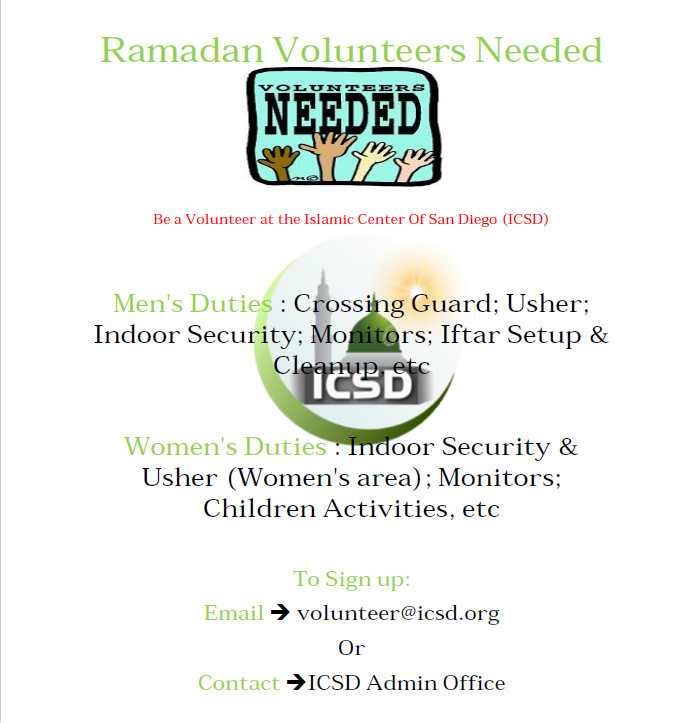 Ramadan Volunteers Needed
VOLUNTEERS
NEEDED
Be a Volunteer at the Islamic Center Of San Diego (ICSD)
Men's Duties : Crossing Guard; Usher;
Indoor Security; Monitors; Iftar Setup &
Cleanup, etc
ICSD
Women's Duties : Indoor Security &
Usher (Women's area); Monitors;
Children Activities, etc
To Sign up:
Email ➔ volunteer@icsd.org
Or
Contact ➔ICSD Admin Office